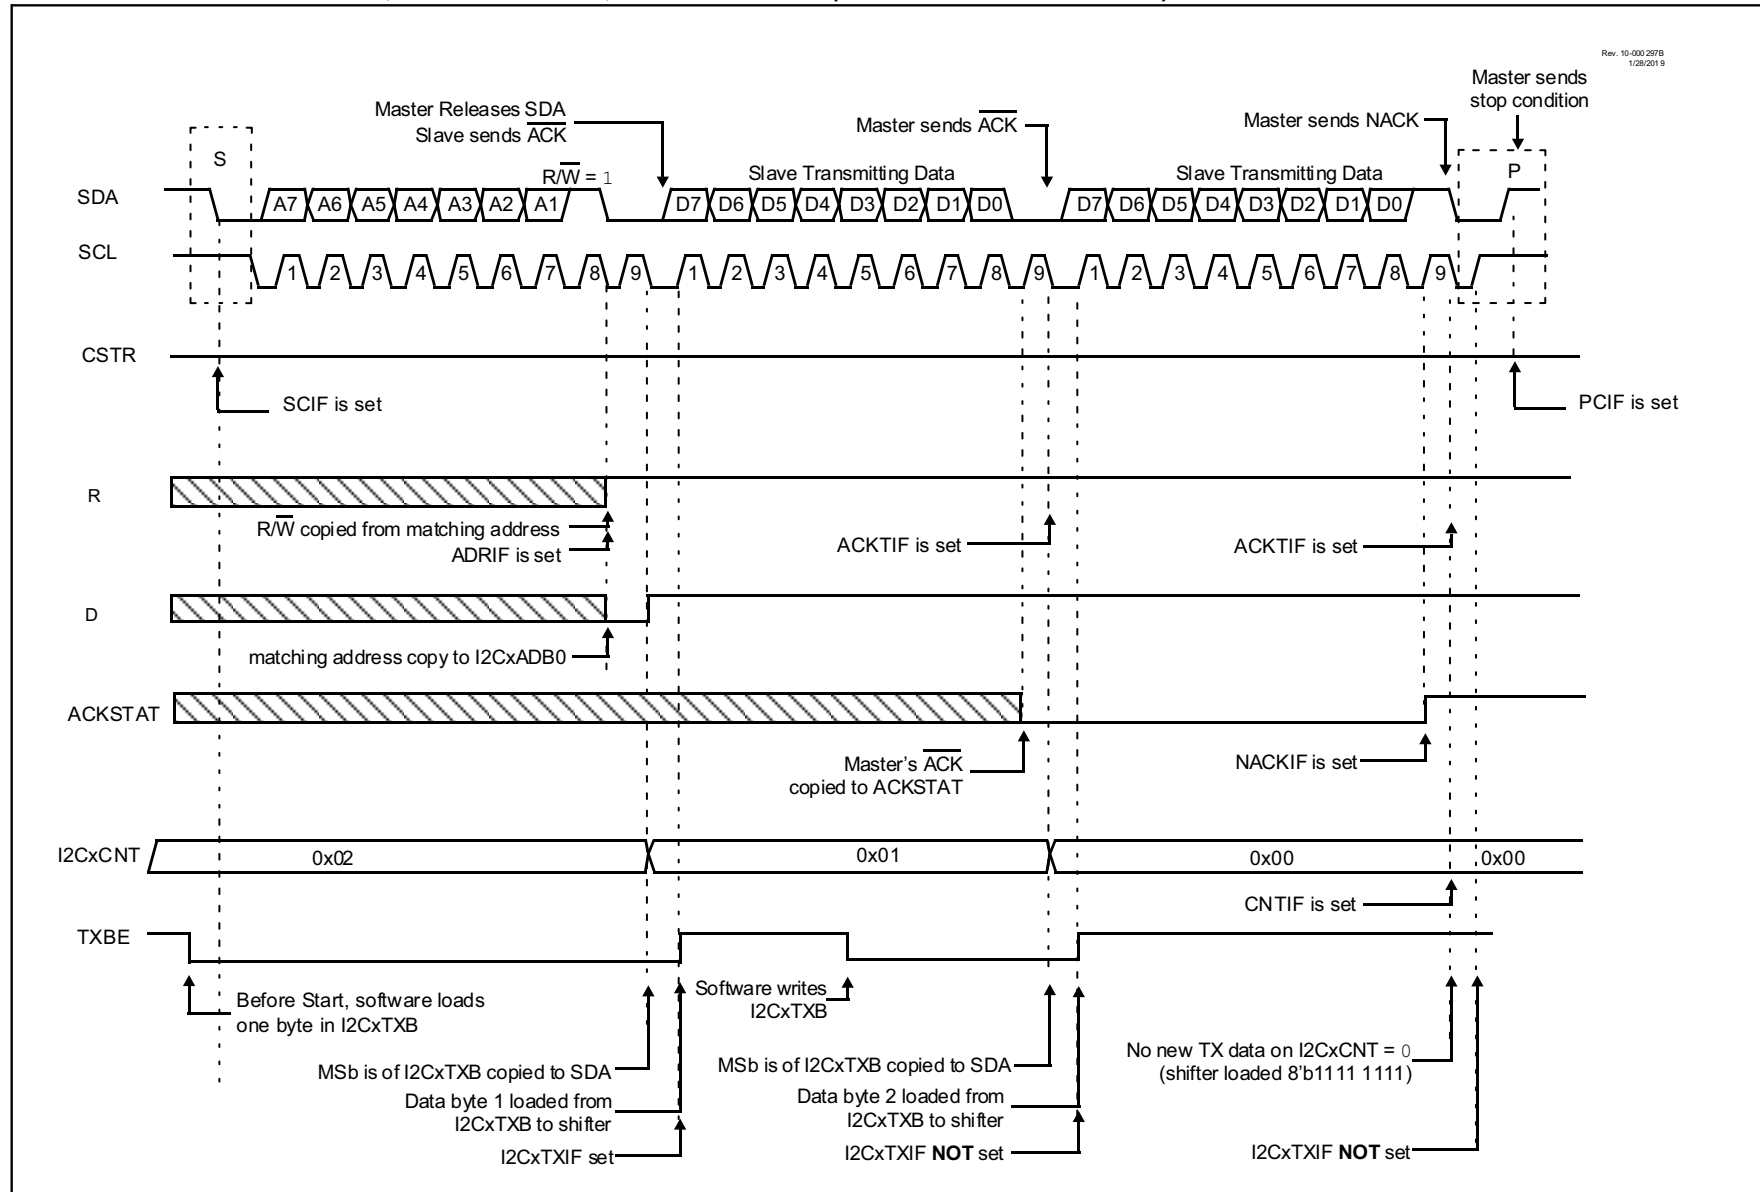 Rev. 10-000 297B
1/28/201 9
Master sends
stop condition
Master Releases SDA
Slave sends ACK
Master sends ACK
Master sends NACK
S
R/W = 1
Slave Transmitting Data
Slave Transmitting Data
P
SDA
A7 A6 A5 A4 A3 A2 A1 D7 D6 D5 D4 D3 D2 D1 D0 D7 D6 D5 D4 D3 D2 D1 D0
SCL
1 2 3 4 5 6 7 8 9 1 2 3 4 5 6 7 8 9 1 2 3 4 5 6 7 8 9
CSTR
SCIF is set
PCIF is set
R
R/W copied from matching address
ADRIF is set
ACKTIF is set
ACKTIF is set
D
matching address copy to I2CxADB0
ACKSTAT
Master's ACK
copied to ACKSTAT
NACKIF is set
I2CxCNT
0x02 0x01 0x00 0x00
CNTIF is set
TXBE
Before Start, software loads
one byte in I2CxTXB
Software writes
I2CxTXB
MSb is of I2CxTXB copied to SDA
Data byte 1 loaded from
I2CxTXB to shifter
I2CxTXIF set
MSb is of I2CxTXB copied to SDA
Data byte 2 loaded from
I2CxTXB to shifter
I2CxTXIF NOT set
No new TX data on I2CxCNT = 0
(shifter loaded 8'b1111 1111)
I2CxTXIF NOT set